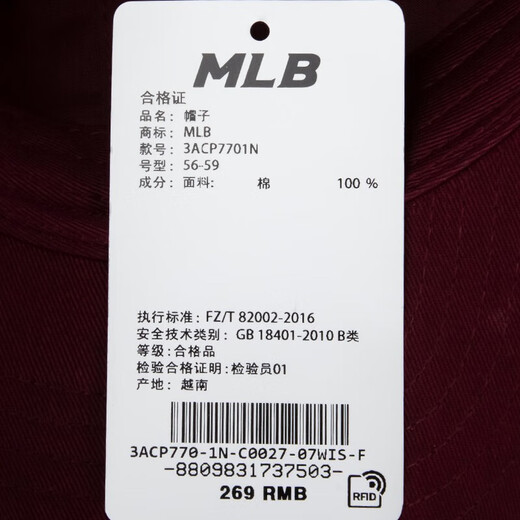 MLB
合格证
品名：帽子
商标：MLB
款号：3ACP7701N
号型：56-59
成分：面料：棉 100 %
执行标准：FZ/T 82002-2016
安全技术类别：GB 18401-2010 B类
等级：合格品
检验合格证明：检验员01
产地：越南
3ACP770-1N-C0027-07WIS-F
-8809831737503-
269 RMB
RFID